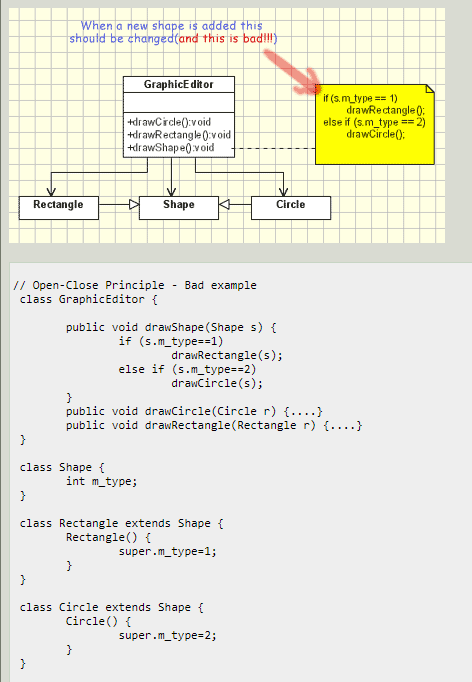 When a new shape is added this
should be changed(and this is bad!!!)
GraphicEditor
+drawCircle():void
+drawRectangle():void
+drawShape():void
if (s.m_type == 1)
drawRectangle();
else if (s.m_type == 2)
drawCircle();
Rectangle
Shape
Circle
// Open-Close Principle - Bad example
class GraphicEditor {
public void drawShape(Shape s) {
if (s.m_type==1)
drawRectangle(s);
else if (s.m_type==2)
drawCircle(s);
}
public void drawCircle(Circle r) {....}
public void drawRectangle(Rectangle r) {....}
}
class Shape {
int m_type;
}
class Rectangle extends Shape {
Rectangle() {
super.m_type=1;
}
}
class Circle extends Shape {
Circle() {
super.m_type=2;
}
}